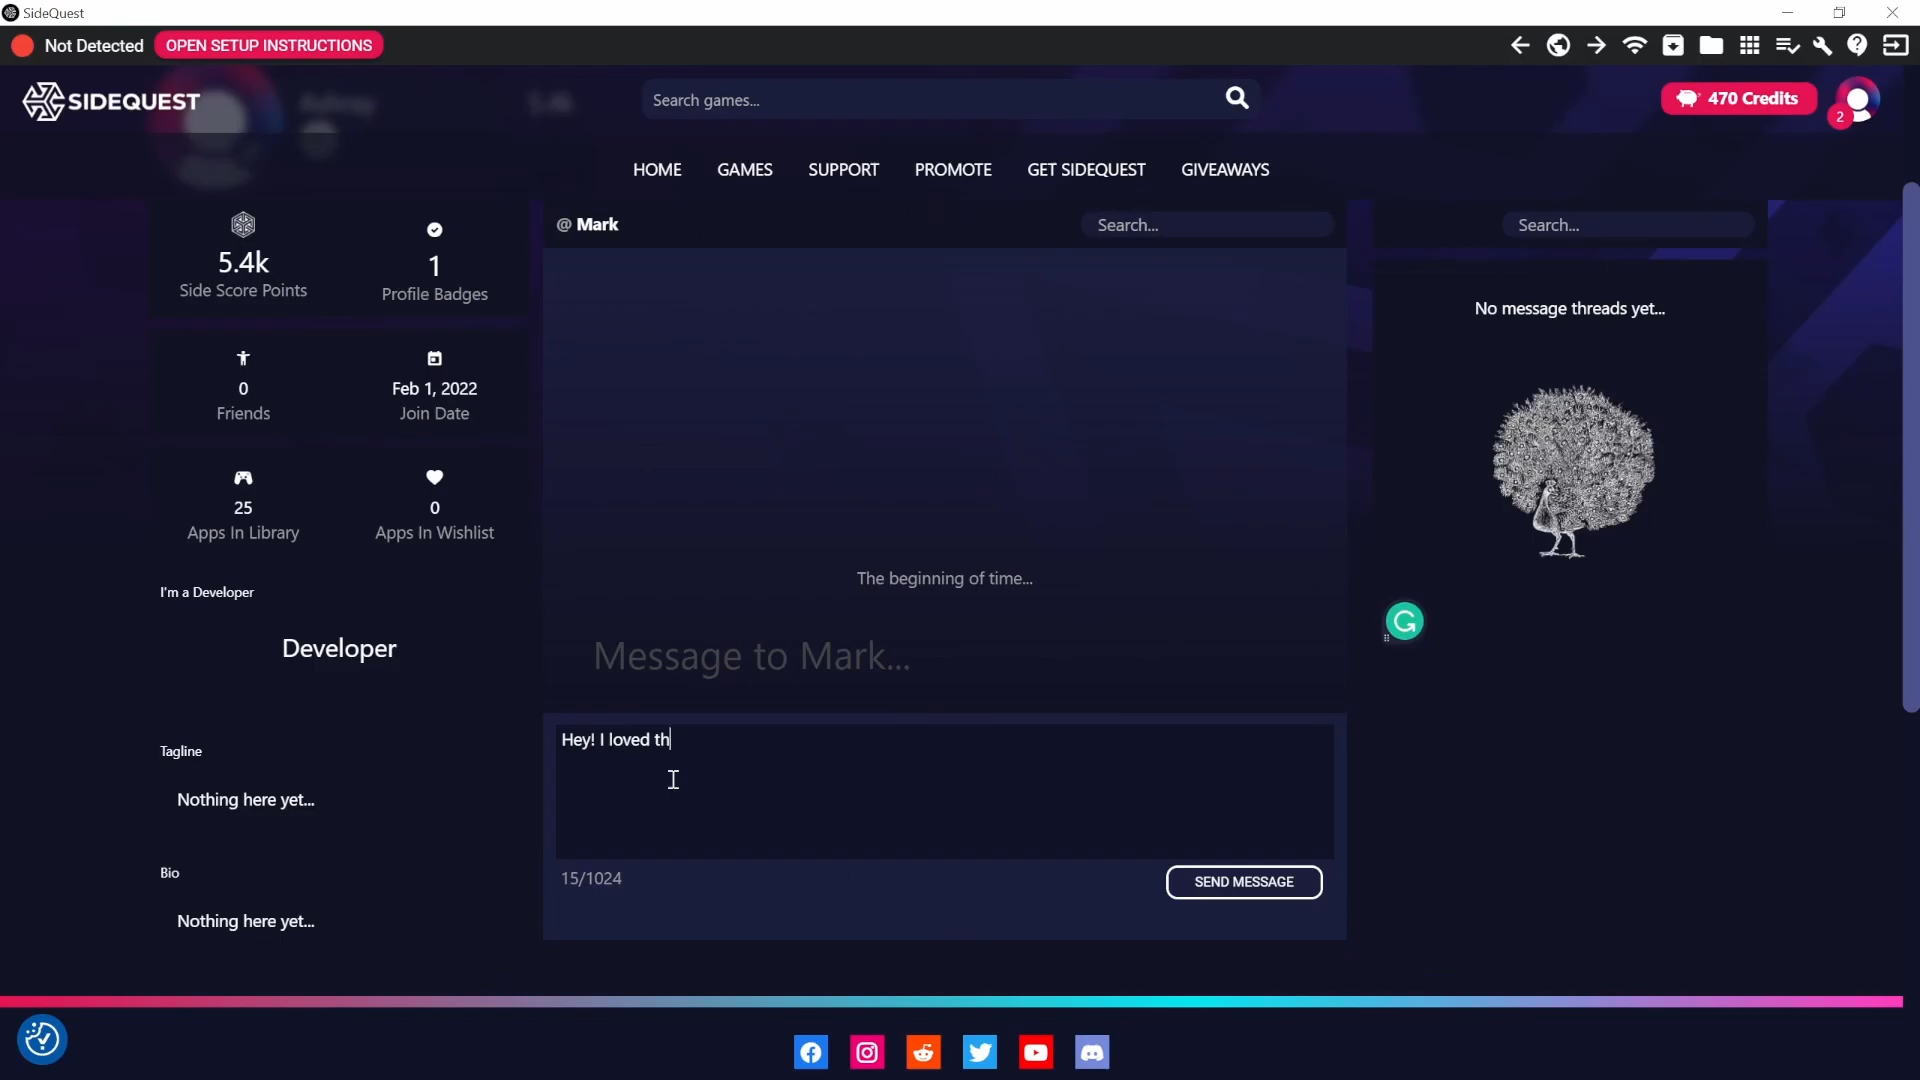 SideQuest
Not Detected
OPEN SETUP INSTRUCTIONS
SIDEQUEST
5.4k
Search games...
470 Credits
2
HOME
GAMES
SUPPORT
PROMOTE
GET SIDEQUEST
GIVEAWAYS
5.4k
Side Score Points
1
Profile Badges
0
Friends
Feb 1, 2022
Join Date
25
Apps In Library
0
Apps In Wishlist
I'm a Developer
Developer
Tagline
Nothing here yet...
Bio
Nothing here yet...
@ Mark
Search...
The beginning of time...
Message to Mark...
Hey! I loved th
15/1024
SEND MESSAGE
Search...
No message threads yet...